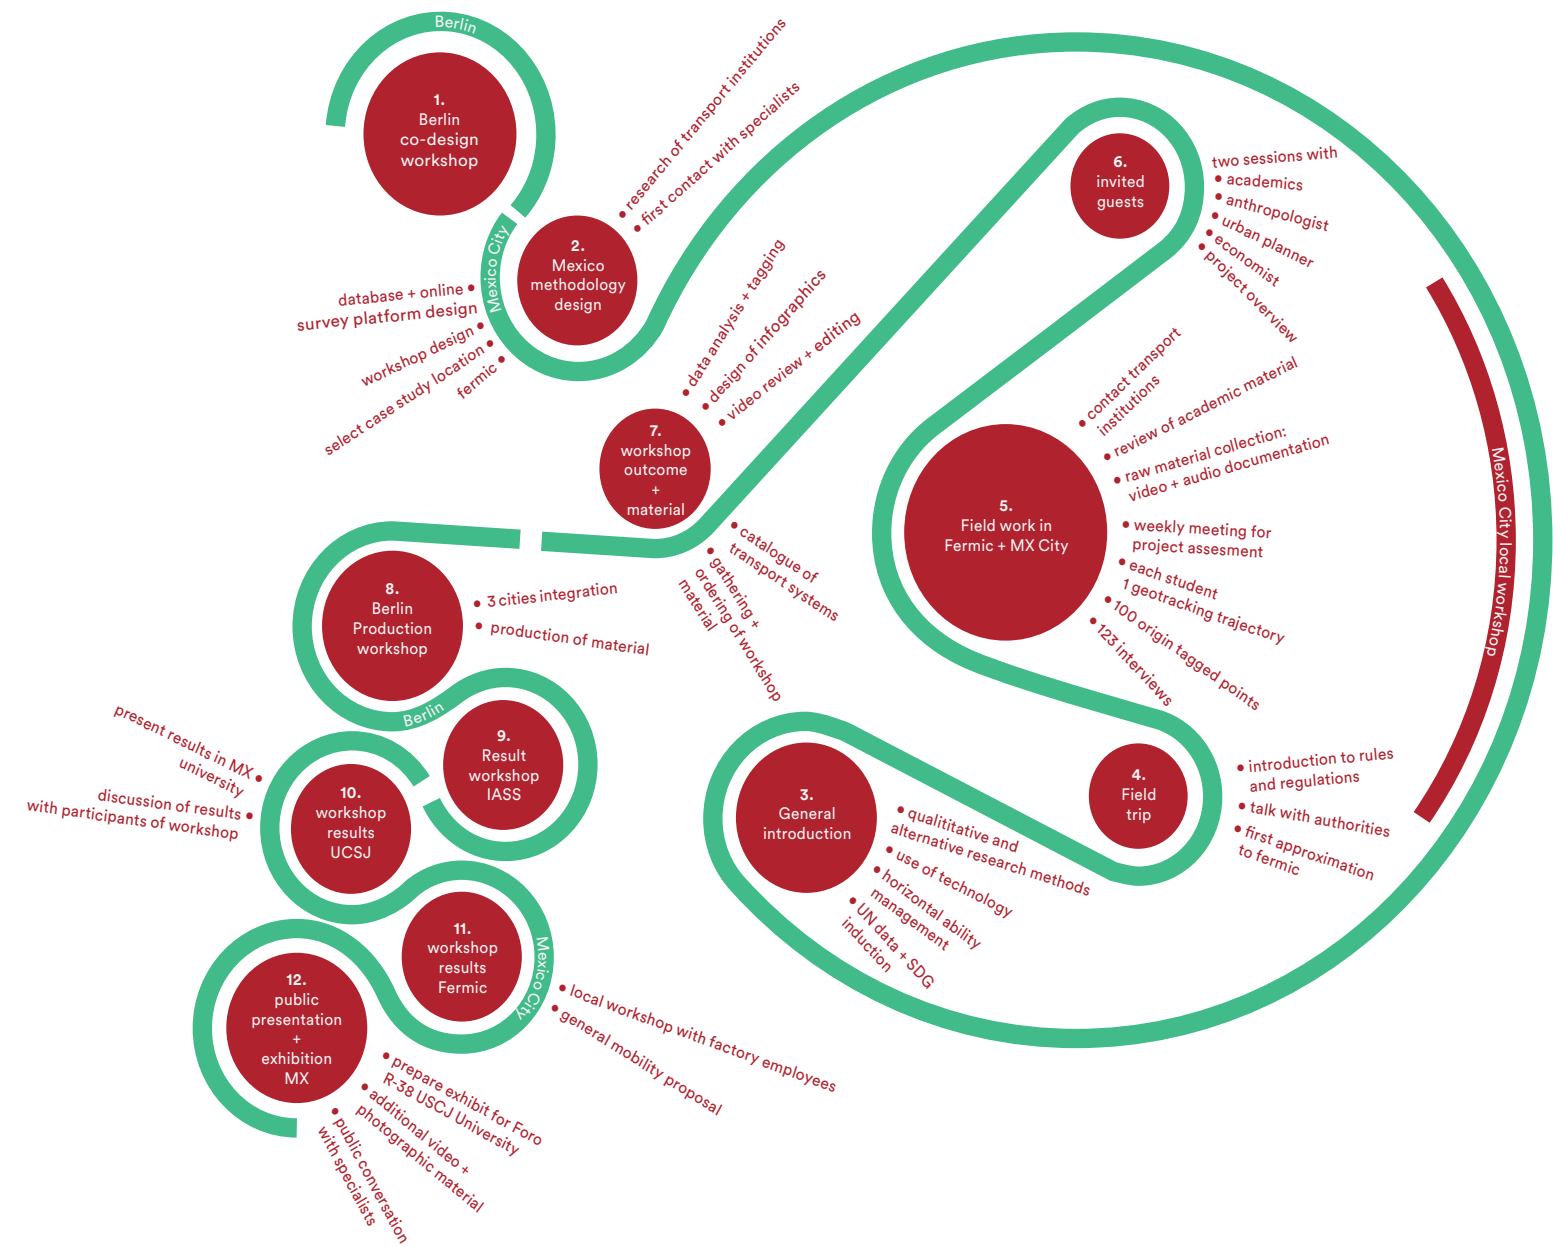 Berlin
1.
Berlin
co-design
workshop
Mexico City
2.
Mexico
methodology
design
research of transport institutions
first contact with specialists
database + online
survey platform design
workshop design
select case study location
fermic
3.
General
introduction
qualititative and
alternative research methods
use of technology
horizontal ability
management
UN data + SDG
induction
4.
Field
trip
introduction to rules
and regulations
talk with authorities
first approximation
to fermic
5.
Field work in
Fermic + MX City
contact transport
institutions
review of academic material
raw material collection:
video + audio documentation
weekly meeting for
project assesment
each student
1 geotracking trajectory
100 origin tagged points
123 interviews
6.
invited
guests
two sessions with
academics
anthropologist
urban planner
economist
project overview
Mexico City local workshop
7.
workshop
outcome
+
material
data analysis + tagging
design of infographics
video review + editing
catalogue of
transport systems
gathering +
ordering of workshop
material
8.
Berlin
Production
workshop
3 cities integration
production of material
Berlin
9.
Result
workshop
IASS
10.
workshop
results
UCSJ
present results in MX
university
discussion of results
with participants of workshop
11.
workshop
results
Fermic
Mexico City
local workshop with factory employees
general mobility proposal
12.
public
presentation
+
exhibition
MX
prepare exhibit for Foro
R-38 USCJ University
additional video +
photographic material
public conversation
with specialists